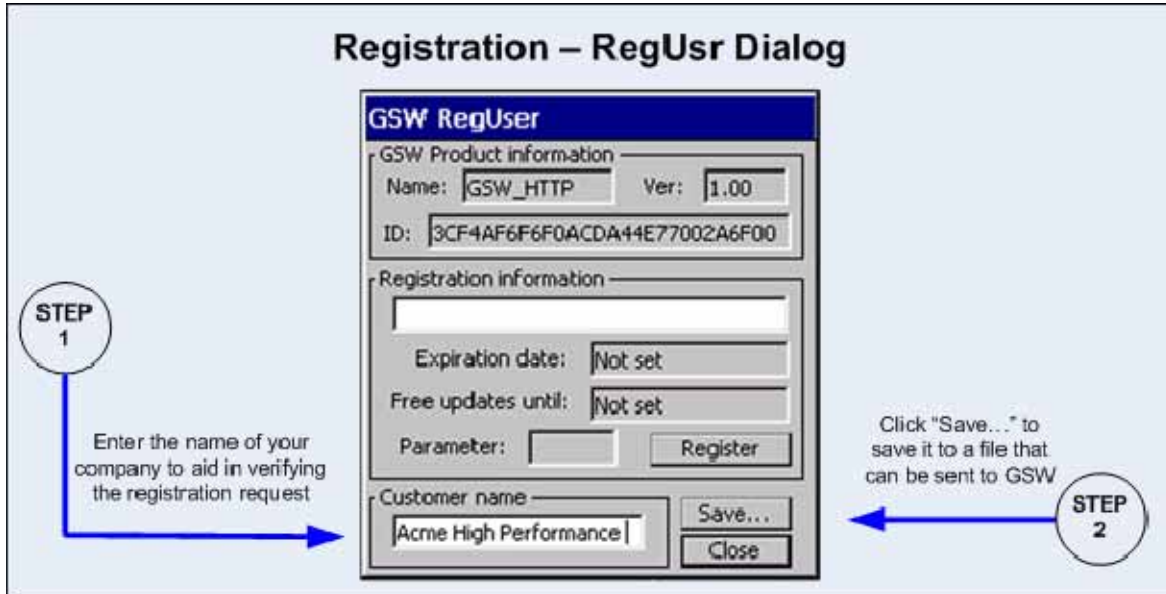 Registration – RegUsr Dialog
GSW RegUser
GSW Product information
Name: GSW_HTTP Ver: 1.00
ID: 3CF4AF6F6F0ACDA44E77002A6F00
Registration information
Expiration date: Not set
Free updates until: Not set
Parameter: Register
Customer name
Acme High Performance
Save...
Close
STEP
1
Enter the name of your
company to aid in verifying
the registration request
Click "Save..." to
save it to a file that
can be sent to GSW
STEP
2